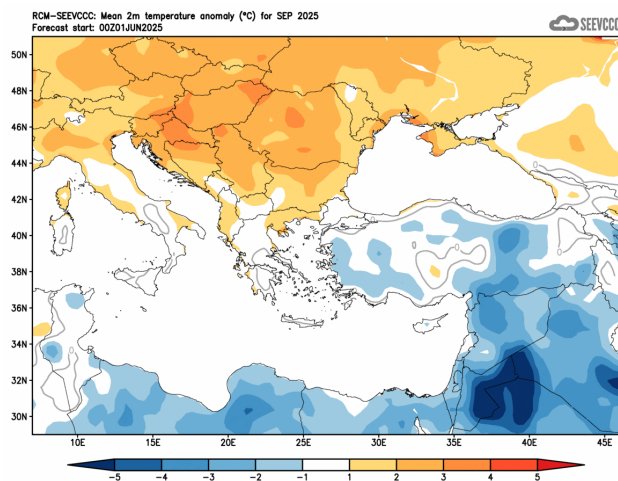 RCM-SEEVCCC: Mean 2m temperature anomaly (°C) for SEP 2025
Forecast start: 00Z01JUN2025
SEEVCCC
50N
48N
46N
44N
42N
40N
38N
36N
34N
32N
30N
10E 15E 20E 25E 30E 35E 40E 45E
-5 -4 -3 -2 -1 1 2 3 4 5